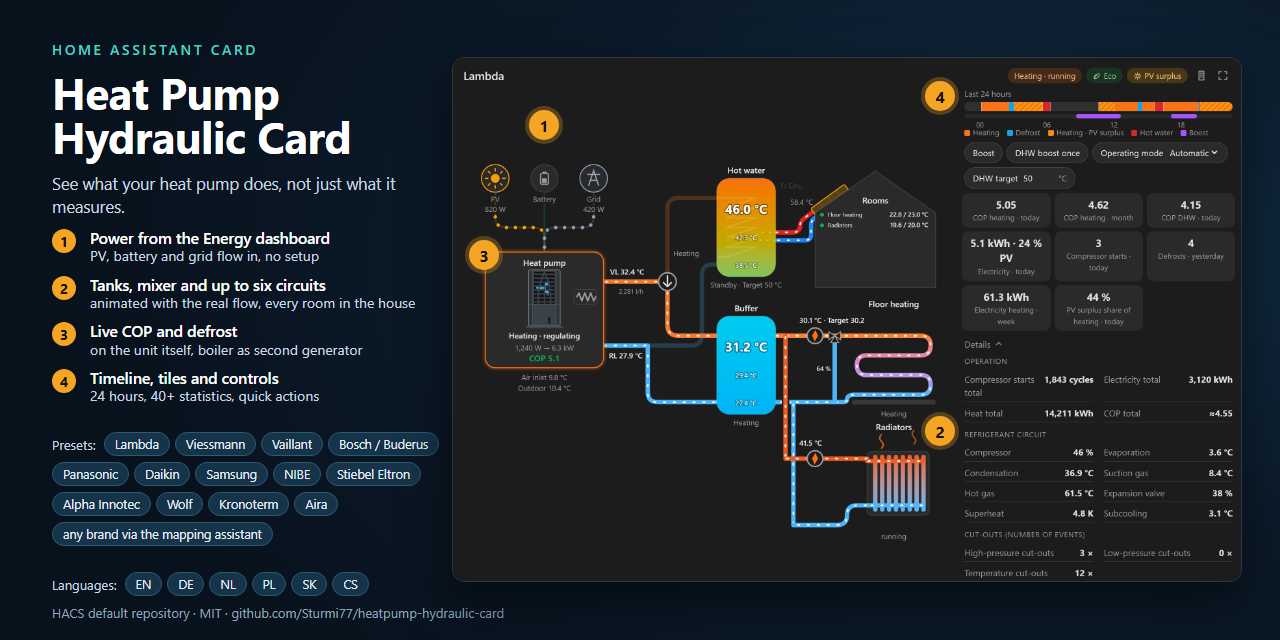 HOME ASSISTANT CARD
Heat Pump
Hydraulic Card
See what your heat pump does, not just what it
measures.
1
Power from the Energy dashboard
PV, battery and grid flow in, no setup
2
Tanks, mixer and up to six circuits
animated with the real flow, every room in the house
3
Live COP and defrost
on the unit itself, boiler as second generator
4
Timeline, tiles and controls
24 hours, 40+ statistics, quick actions
Presets: Lambda Viessmann Vaillant Bosch / Buderus
Panasonic Daikin Samsung NIBE Stiebel Eltron
Alpha Innotec Wolf Kronoterm Aira
any brand via the mapping assistant
Languages: EN DE NL PL SK CS
HACS default repository · MIT · github.com/Sturmi77/heatpump-hydraulic-card
Lambda
1
PV
820 W
Battery
Grid
420 W
3
Heat pump
Heating · regulating
1,240 W → 6.3 kW
COP 5.1
Air inlet 9.8 °C
Outdoor 10.4 °C
VL 32.4 °C
2,281 l/h
RL 27.9 °C
Heating
Hot water
46.0 °C
42.3 °C
38.5 °C
Standby · Target 50 °C
58.4 °C
Rooms
Floor heating 22.8 / 23.0 °C
Radiators 19.6 / 20.0 °C
Buffer
31.2 °C
29.4 °C
27.4 °C
Heating
Floor heating
30.1 °C · Target 30.2
64 %
Heating
2
Radiators
41.5 °C
running
4
Heating · running Eco PV surplus
Last 24 hours
00 06 12 18
Heating Defrost Heating · PV surplus Hot water Boost
Boost DHW boost once Operating mode Automatic
DHW target 50 °C
5.05
COP heating · today
4.62
COP heating · month
4.15
COP DHW · today
5.1 kWh · 24 %
PV
Electricity · today
3
Compressor starts ·
today
4
Defrosts · yesterday
61.3 kWh
Electricity heating ·
week
44 %
PV surplus share of
heating · today
Details
OPERATION
Compressor starts
total
1,843 cycles
Electricity total 3,120 kWh
Heat total 14,211 kWh COP total ≈4.55
REFRIGERANT CIRCUIT
Compressor 46 % Evaporation 3.6 °C
Condensation 36.9 °C Suction gas 8.4 °C
Hot gas 61.5 °C Expansion valve 38 %
Superheat 4.8 K Subcooling 3.1 °C
CUT-OUTS (NUMBER OF EVENTS)
High-pressure cut-outs 3 × Low-pressure cut-outs 0 ×
Temperature cut-outs 12 ×